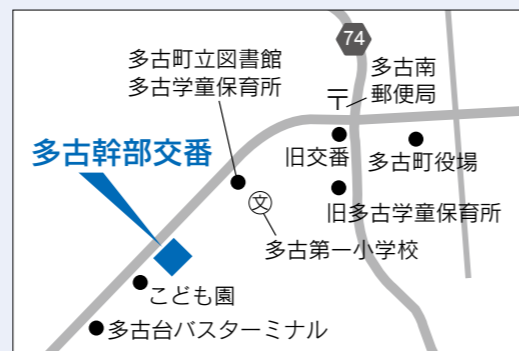 74
多古町立図書館
多古学童保育所
多古南
郵便局
〒
多古幹部交番
旧交番
多古町役場
文
旧多古学童保育所
多古第一小学校
こども園
多古台バスターミナル